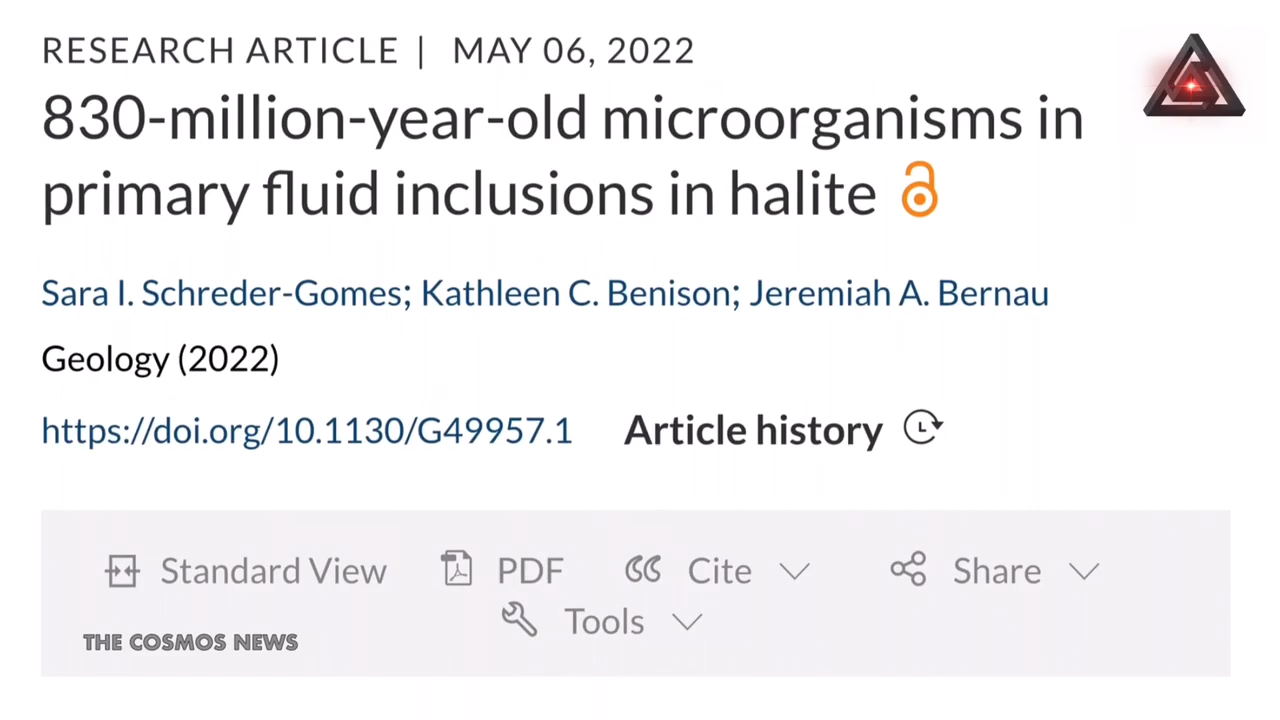 RESEARCH ARTICLE | MAY 06, 2022
830-million-year-old microorganisms in
primary fluid inclusions in halite
Sara I. Schreder-Gomes; Kathleen C. Benison; Jeremiah A. Bernau
Geology (2022)
https://doi.org/10.1130/G49957.1 Article history
Standard View PDF Cite Share
Tools
THE COSMOS NEWS